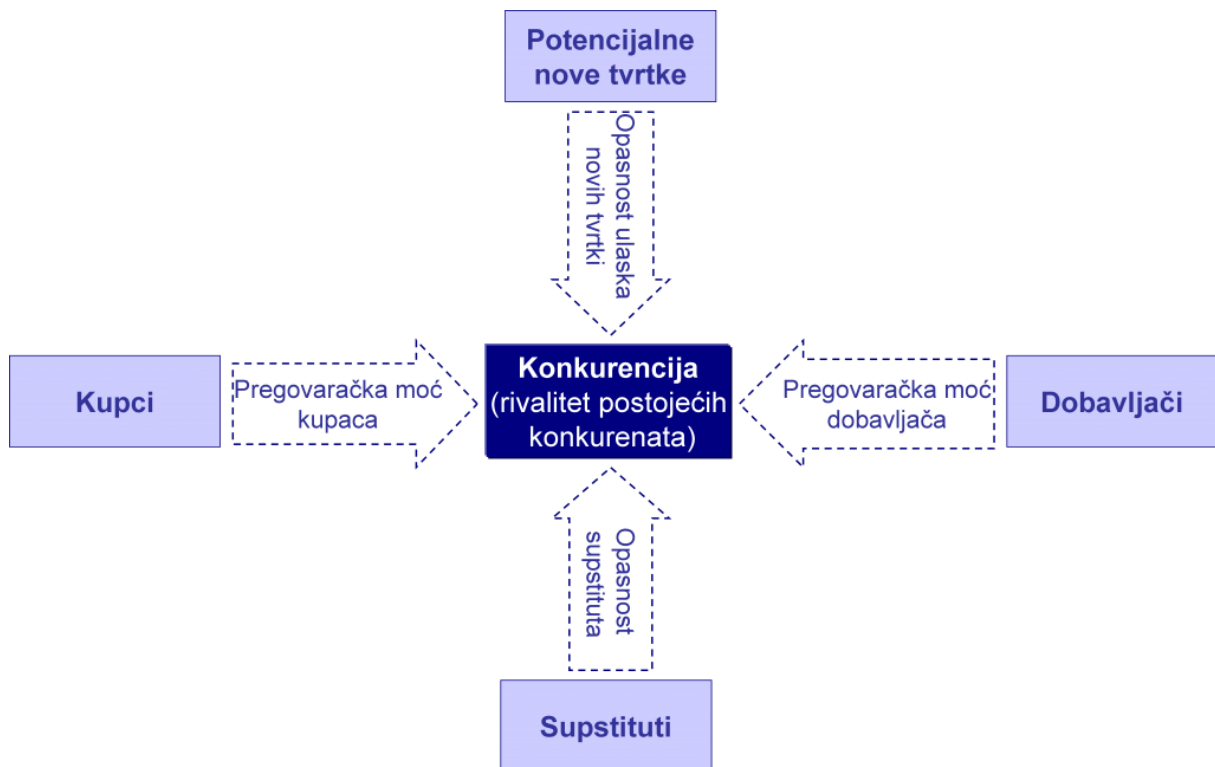 Potencijalne
nove tvrtke
Opasnost ulaska
novih tvrtki
Kupci
Pregovaračka moć
kupaca
Konkurencija
(rivalitet postojećih
konkurenata)
Pregovaračka moć
dobavljača
Dobavljači
Opasnost
supstituta
Supstituti